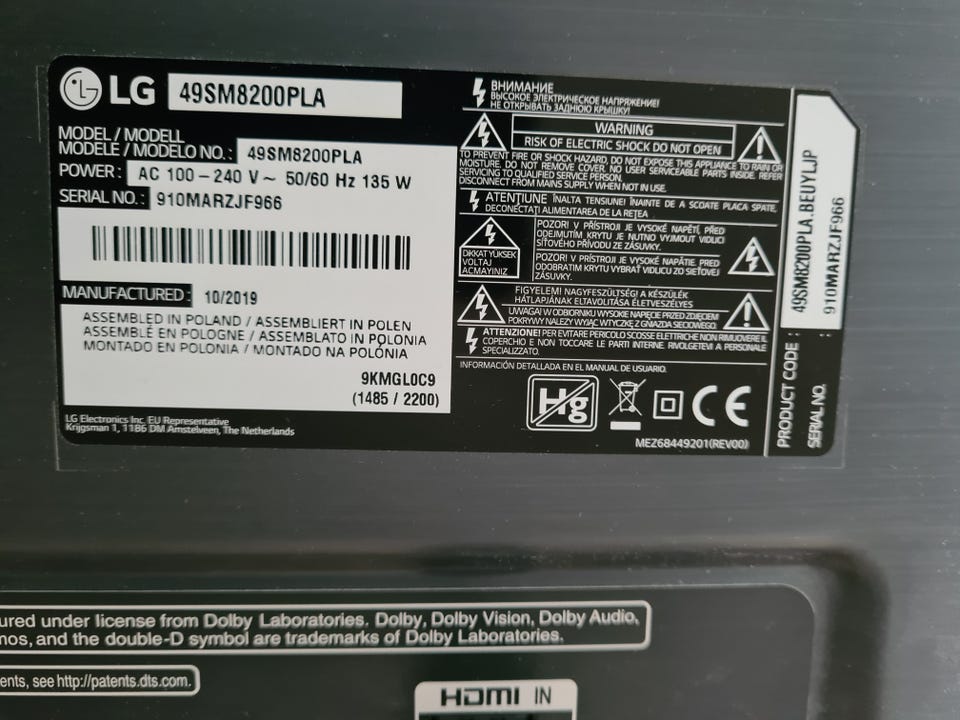 LG 49SM8200PLA
MODEL / MODELL
MODELE / MODELO NO. : 49SM8200PLA
POWER : AC 100 – 240 V ~ 50/60 Hz 135 W
SERIAL NO. : 910MARZJF966
MANUFACTURED : 10/2019
ASSEMBLED IN POLAND / ASSEMBLIERT IN POLEN
ASSEMBLÉ EN POLOGNE / ASSEMBLATO IN POLONIA
MONTADO EN POLONIA / MONTADO NA POLÓNIA
9KMGL0C9
(1485 / 2200)
LG Electronics Inc. EU Representative
Krijgsman 1, 1186 DM Amstelveen, The Netherlands
ВНИМАНИЕ
ВЫСОКОЕ ЭЛЕКТРИЧЕСКОЕ НАПРЯЖЕНИЕ!
НЕ ОТКРЫВАТЬ ЗАДНЮЮ КРЫШКУ!
WARNING
RISK OF ELECTRIC SHOCK DO NOT OPEN
TO PREVENT FIRE OR SHOCK HAZARD, DO NOT EXPOSE THIS APPLIANCE TO RAIN OR
MOISTURE. DO NOT REMOVE COVER. NO USER SERVICEABLE PARTS INSIDE. REFER
SERVICING TO QUALIFIED SERVICE PERSON.
DISCONNECT FROM MAINS SUPPLY WHEN NOT IN USE.
ATENȚIUNE ÎNALTA TENSIUNE! ÎNAINTE DE A SCOATE PLACA SPATE,
DECONECTAȚI ALIMENTAREA DE LA REȚEA
DİKKAT YUKSEK
VOLTAJ
ACMAYINIZ
POZOR! V PŘÍSTROJI JE VYSOKÉ NAPĚTÍ, PŘED
ODEJMUTÍM KRYTU JE NUTNO VYJMOUT VIDLICI
SÍŤOVÉHO PŘÍVODU ZE ZÁSUVKY.
POZOR! V PRÍSTROJI JE VYSOKÉ NAPÄTIE. PRED
ODOBRATIM KRYTU VYBRAŤ VIDLICU ZO SIEŤOVEJ
ZÁSUVKY.
FIGYELEM! NAGYFESZÜLTSÉG! A KÉSZÜLÉK
HÁTLAPJÁNAK ELTÁVOLÍTÁSA ÉLETVESZÉLYES
UWAGA! W ODBIORNIKU WYSOKIE NAPIĘCIE PRZED ZDJĘCIEM
POKRYWY NALEŻY WYJĄĆ WTYCZKĘ Z GNIAZDA SIECIOWEGO.
ATTENZIONE! PER EVITARE PERICOLO SCOSSE ELETTRICHE NON RIMUOVERE IL
COPERCHIO E NON TOCCARE LE PARTI INTERNE. RIVOLGETEVI A PERSONALE
SPECIALIZZATO.
INFORMACIÓN DETALLADA EN EL MANUAL DE USUARIO.
Hg
CE
MEZ68449201(REV00)
PRODUCT CODE : 49SM8200PLA.BEUYLJP
SERIAL NO. : 910MARZJF966
ured under license from Dolby Laboratories. Dolby, Dolby Vision, Dolby Audio,
mos, and the double-D symbol are trademarks of Dolby Laboratories.
ents, see http://patents.dts.com.
HDMI IN